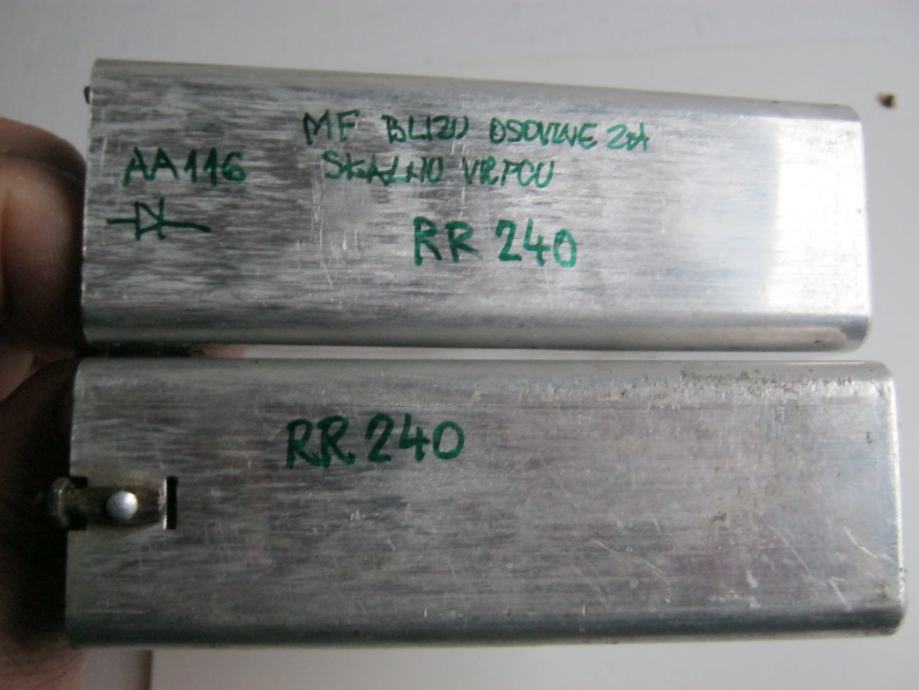 MF BLIZU OSOVINE ZA
AA116
SKALNU VRPCU
RR 240
RR 240